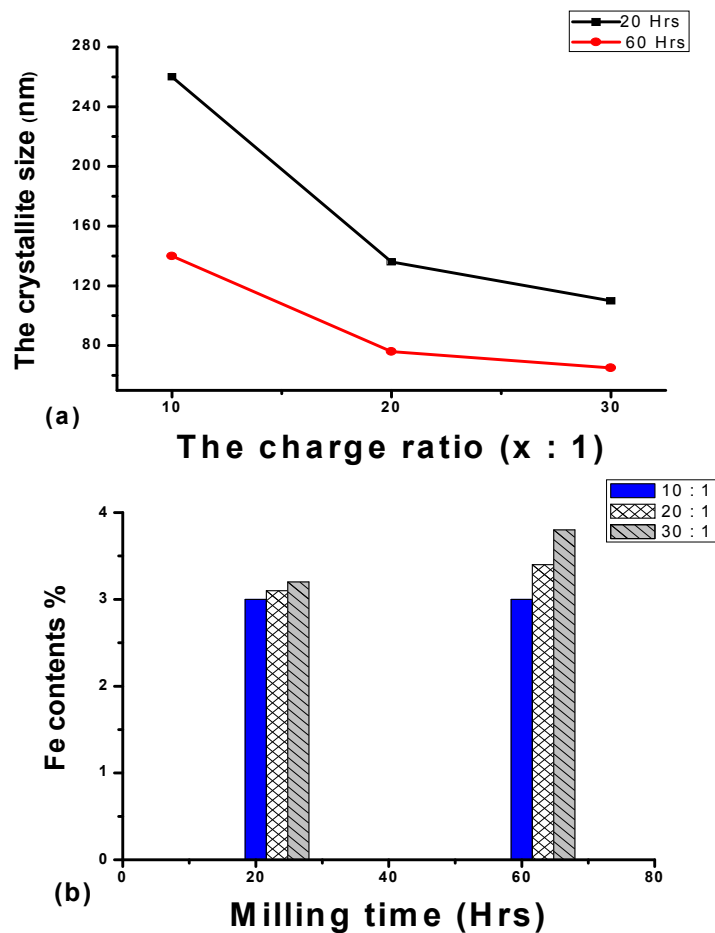 20 Hrs
60 Hrs
280
240
200
160
120
80
The crystallite size (nm)
10
20
30
(a)
The charge ratio (x : 1)
10 : 1
20 : 1
30 : 1
4
3
2
1
0
Fe contents %
0
20
40
60
80
(b)
Milling time (Hrs)